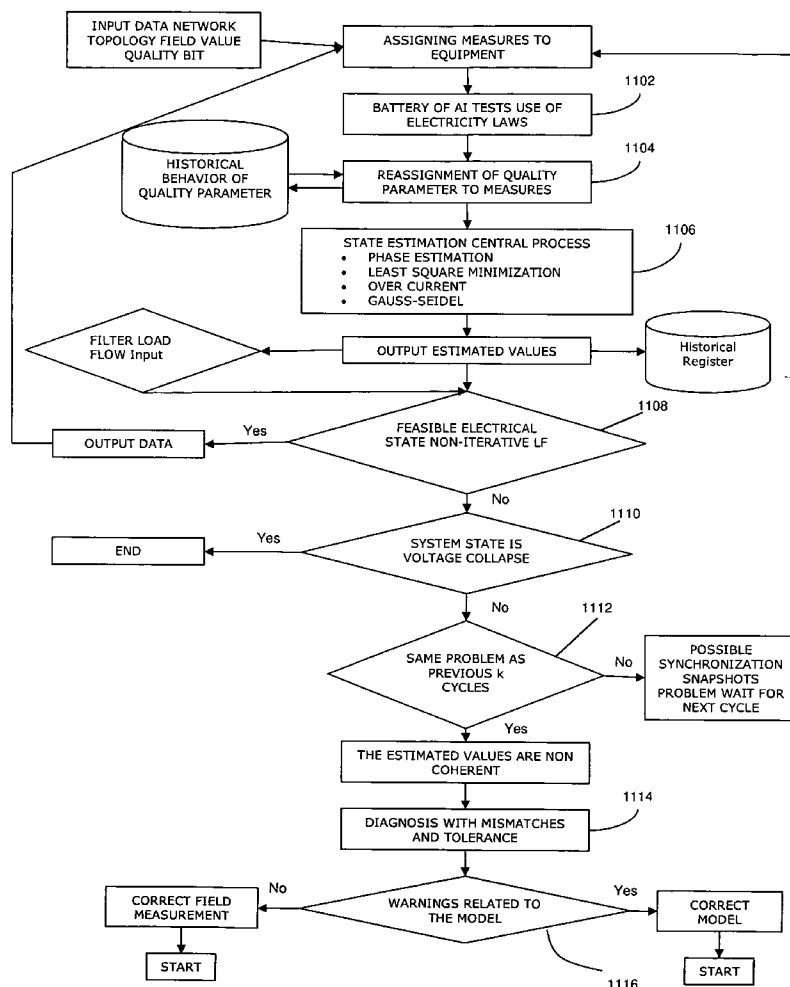 INPUT DATA NETWORK
TOPOLOGY FIELD VALUE
QUALITY BIT
ASSIGNING MEASURES TO
EQUIPMENT
1102
BATTERY OF AI TESTS USE OF
ELECTRICITY LAWS
1104
HISTORICAL
BEHAVIOR OF
QUALITY PARAMETER
REASSIGNMENT OF QUALITY
PARAMETER TO MEASURES
1106
STATE ESTIMATION CENTRAL PROCESS
• PHASE ESTIMATION
• LEAST SQUARE MINIMIZATION
• OVER CURRENT
• GAUSS-SEIDEL
FILTER LOAD
FLOW Input
OUTPUT ESTIMATED VALUES
Historical
Register
1108
FEASIBLE ELECTRICAL
STATE NON-ITERATIVE LF
Yes
OUTPUT DATA
No
1110
SYSTEM STATE IS
VOLTAGE COLLAPSE
Yes
END
No
1112
SAME PROBLEM AS
PREVIOUS k
CYCLES
No
POSSIBLE
SYNCHRONIZATION
SNAPSHOTS
PROBLEM WAIT FOR
NEXT CYCLE
Yes
THE ESTIMATED VALUES ARE NON
COHERENT
1114
DIAGNOSIS WITH MISMATCHES
AND TOLERANCE
WARNINGS RELATED TO
THE MODEL
No
CORRECT FIELD
MEASUREMENT
START
Yes
CORRECT
MODEL
START
1116